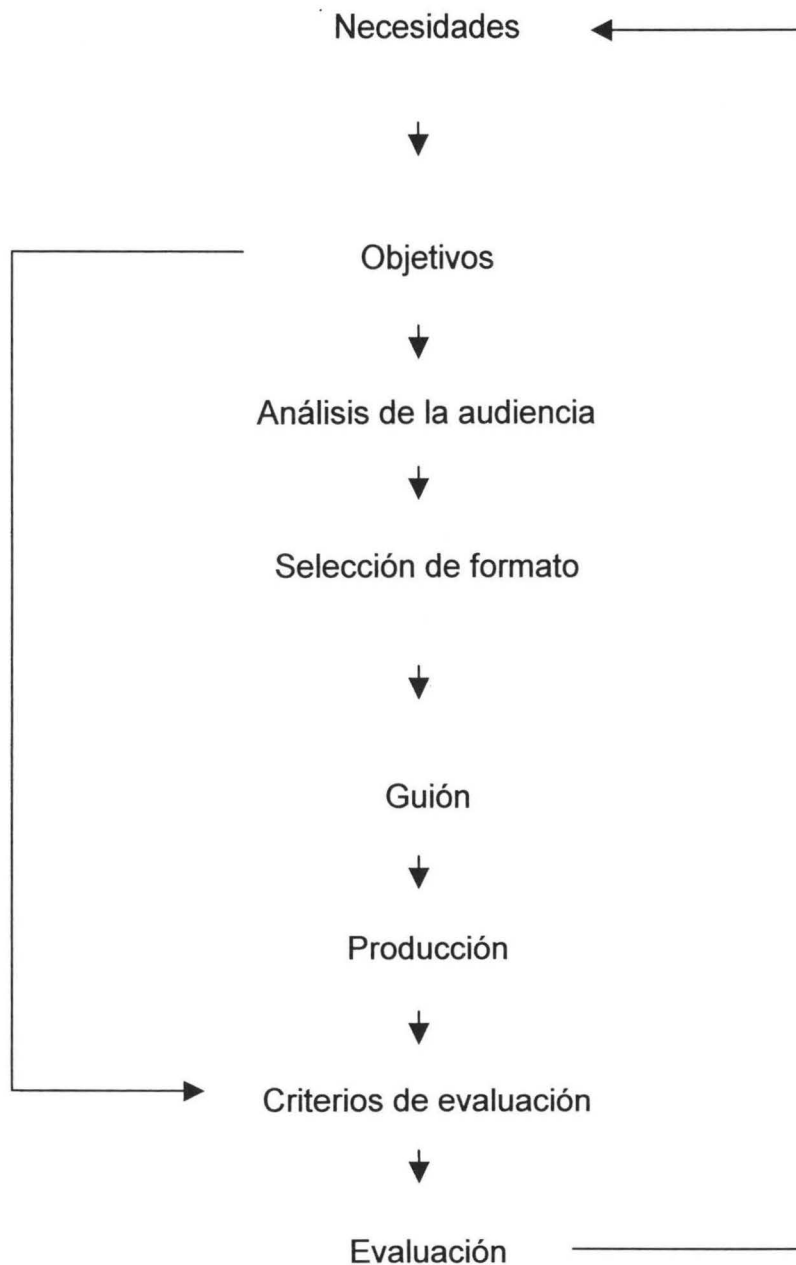 Necesidades
Objetivos
Análisis de la audiencia
Selección de formato
Guión
Producción
Criterios de evaluación
Evaluación